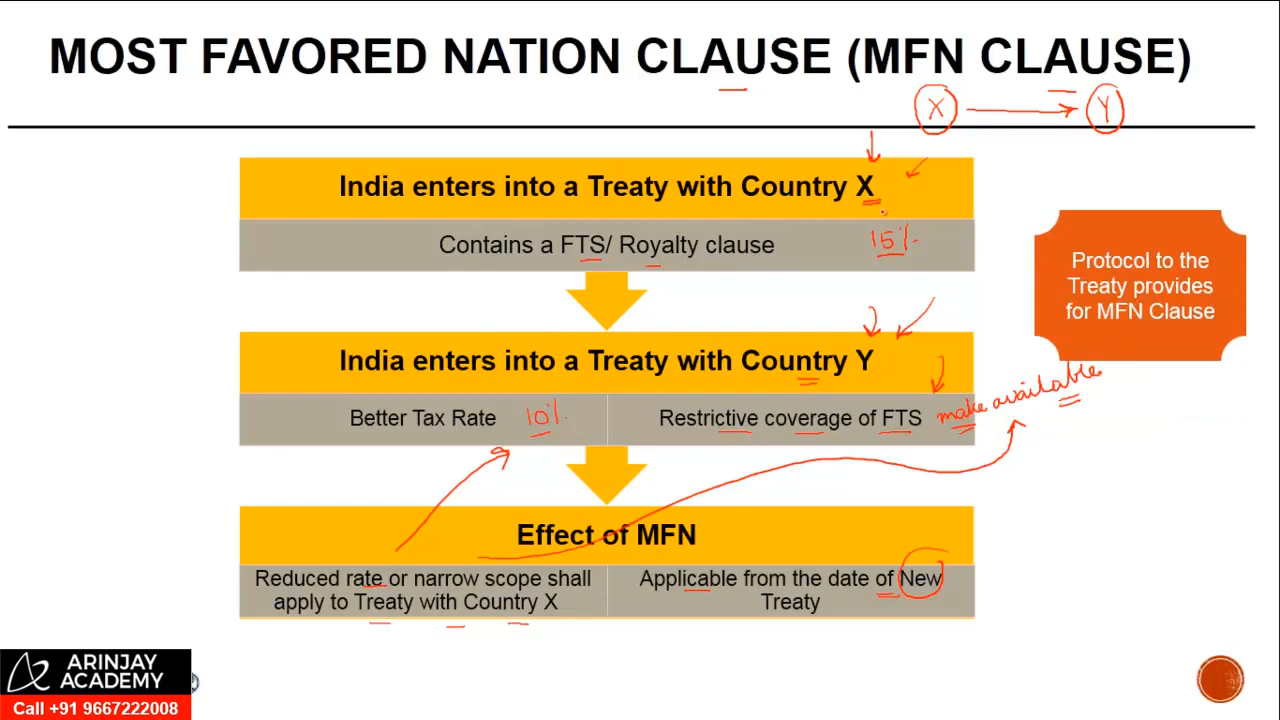 MOST FAVORED NATION CLAUSE (MFN CLAUSE)
X → Y
India enters into a Treaty with Country X
Contains a FTS/ Royalty clause
15%.
Protocol to the
Treaty provides
for MFN Clause
India enters into a Treaty with Country Y
Better Tax Rate
10%.
Restrictive coverage of FTS
make available
Effect of MFN
Reduced rate or narrow scope shall
apply to Treaty with Country X
Applicable from the date of New
Treaty
ARINJAY
ACADEMY
Call +91 9667222008